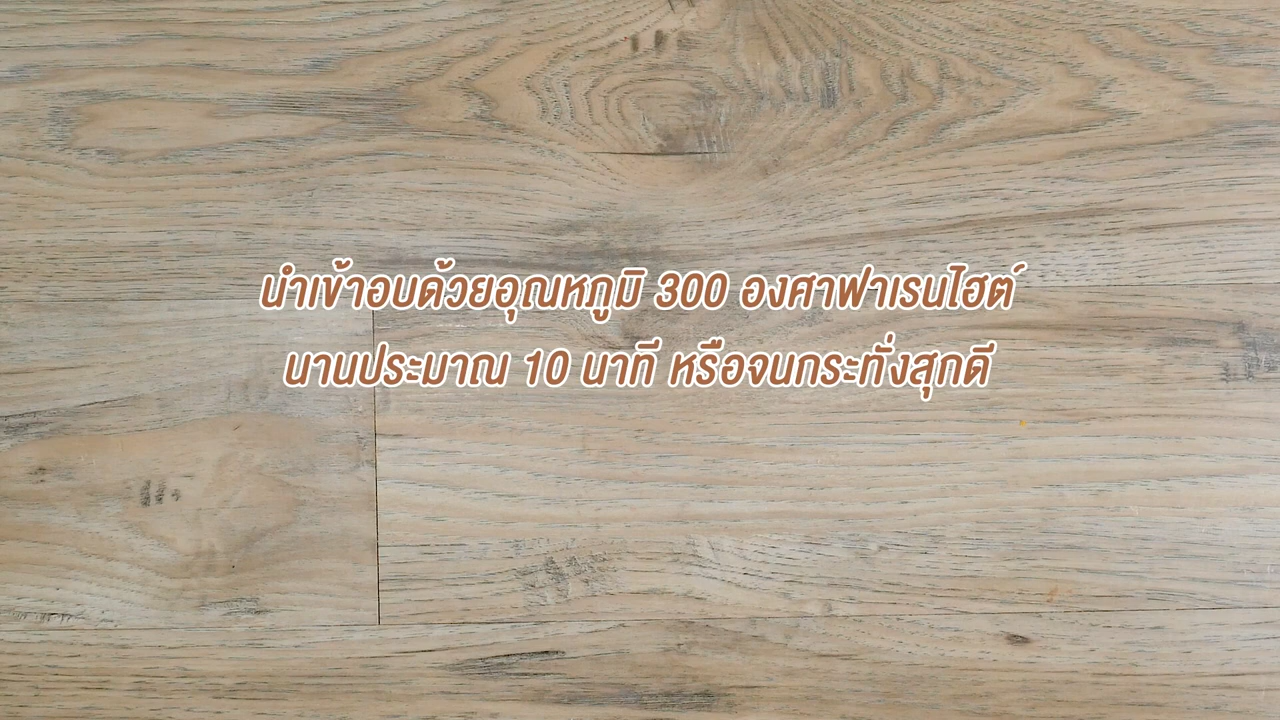 นำเข้าอบด้วยอุณหภูมิ 300 องศาฟาเรนไฮต์
นานประมาณ 10 นาที หรือจนกระทั่งสุกดี